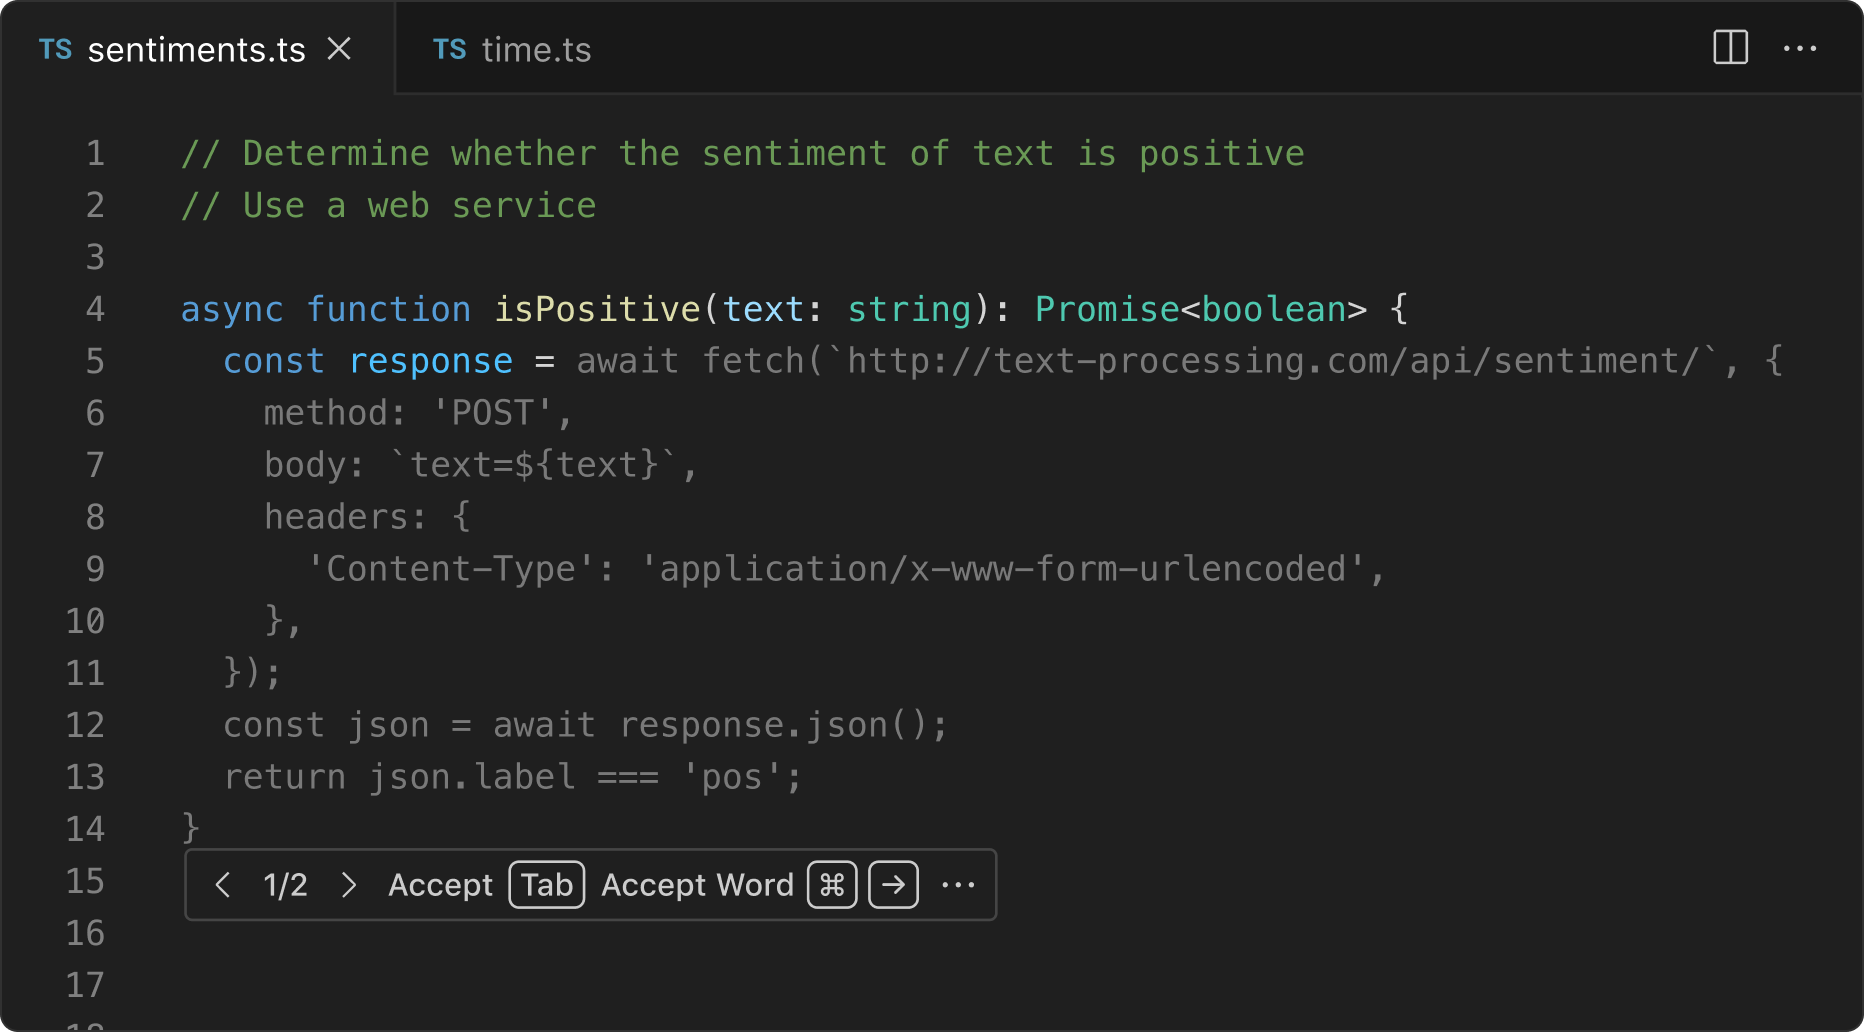 TS sentiments.ts TS time.ts
1 // Determine whether the sentiment of text is positive
2 // Use a web service
3
4 async function isPositive(text: string): Promise<boolean> {
5   const response = await fetch(`http://text-processing.com/api/sentiment/`, {
6     method: 'POST',
7     body: `text=${text}`,
8     headers: {
9       'Content-Type': 'application/x-www-form-urlencoded',
10     },
11   });
12   const json = await response.json();
13   return json.label === 'pos';
14 }
15 < 1/2 > Accept Tab Accept Word ⌘ → ···
16
17